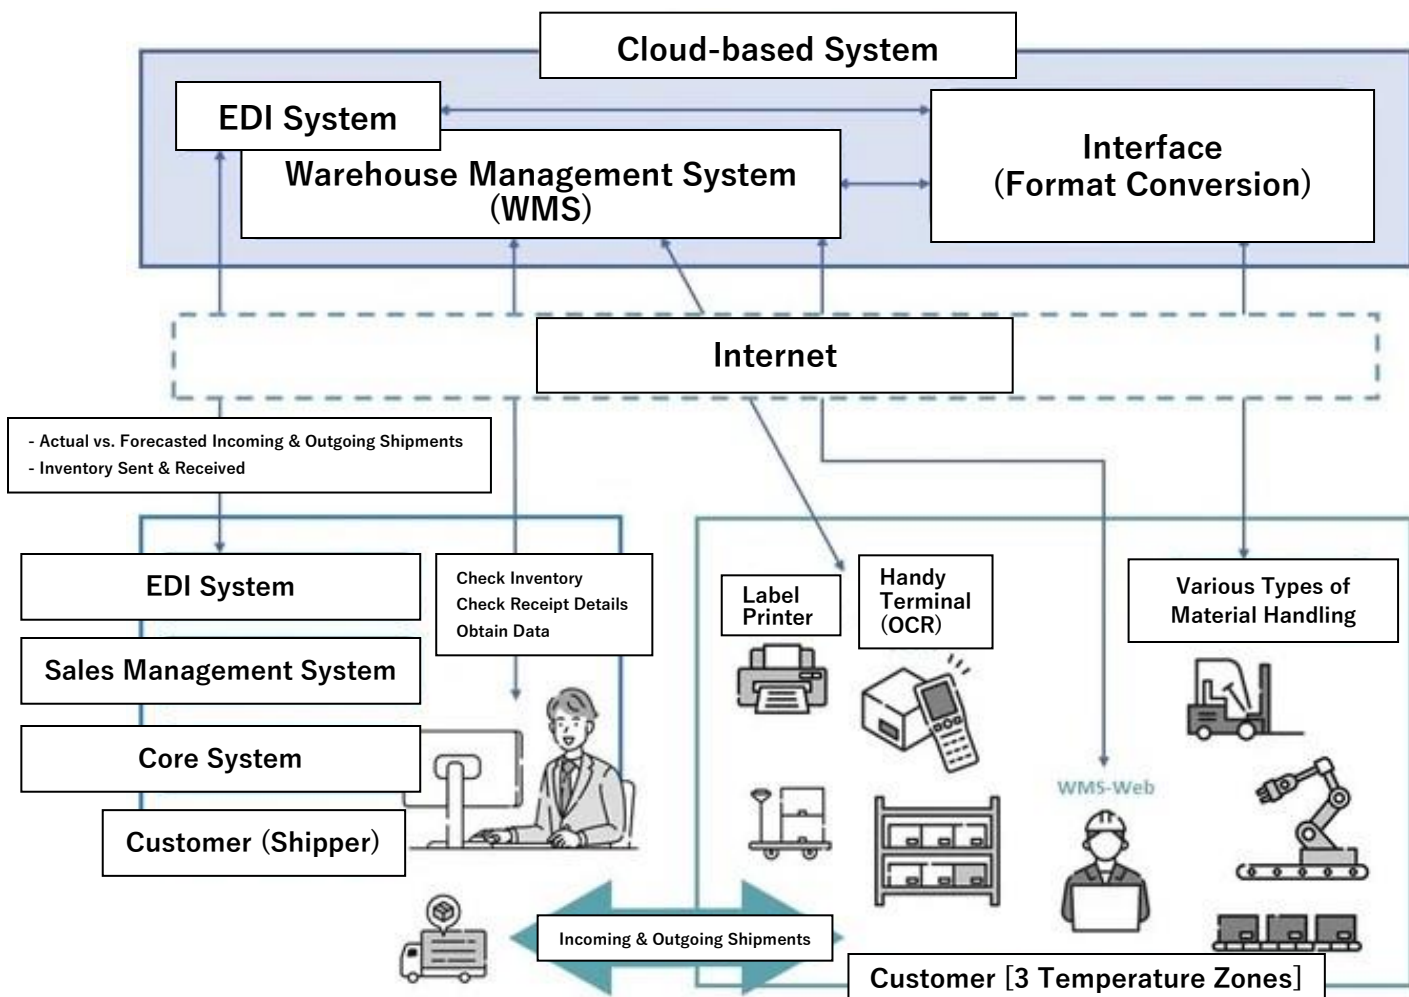 Cloud-based System
EDI System
Warehouse Management System
(WMS)
Interface
(Format Conversion)
Internet
- Actual vs. Forecasted Incoming & Outgoing Shipments
- Inventory Sent & Received
EDI System
Sales Management System
Core System
Customer (Shipper)
Check Inventory
Check Receipt Details
Obtain Data
Label
Printer
Handy
Terminal
(OCR)
Various Types of
Material Handling
WMS-Web
Incoming & Outgoing Shipments
Customer [3 Temperature Zones]